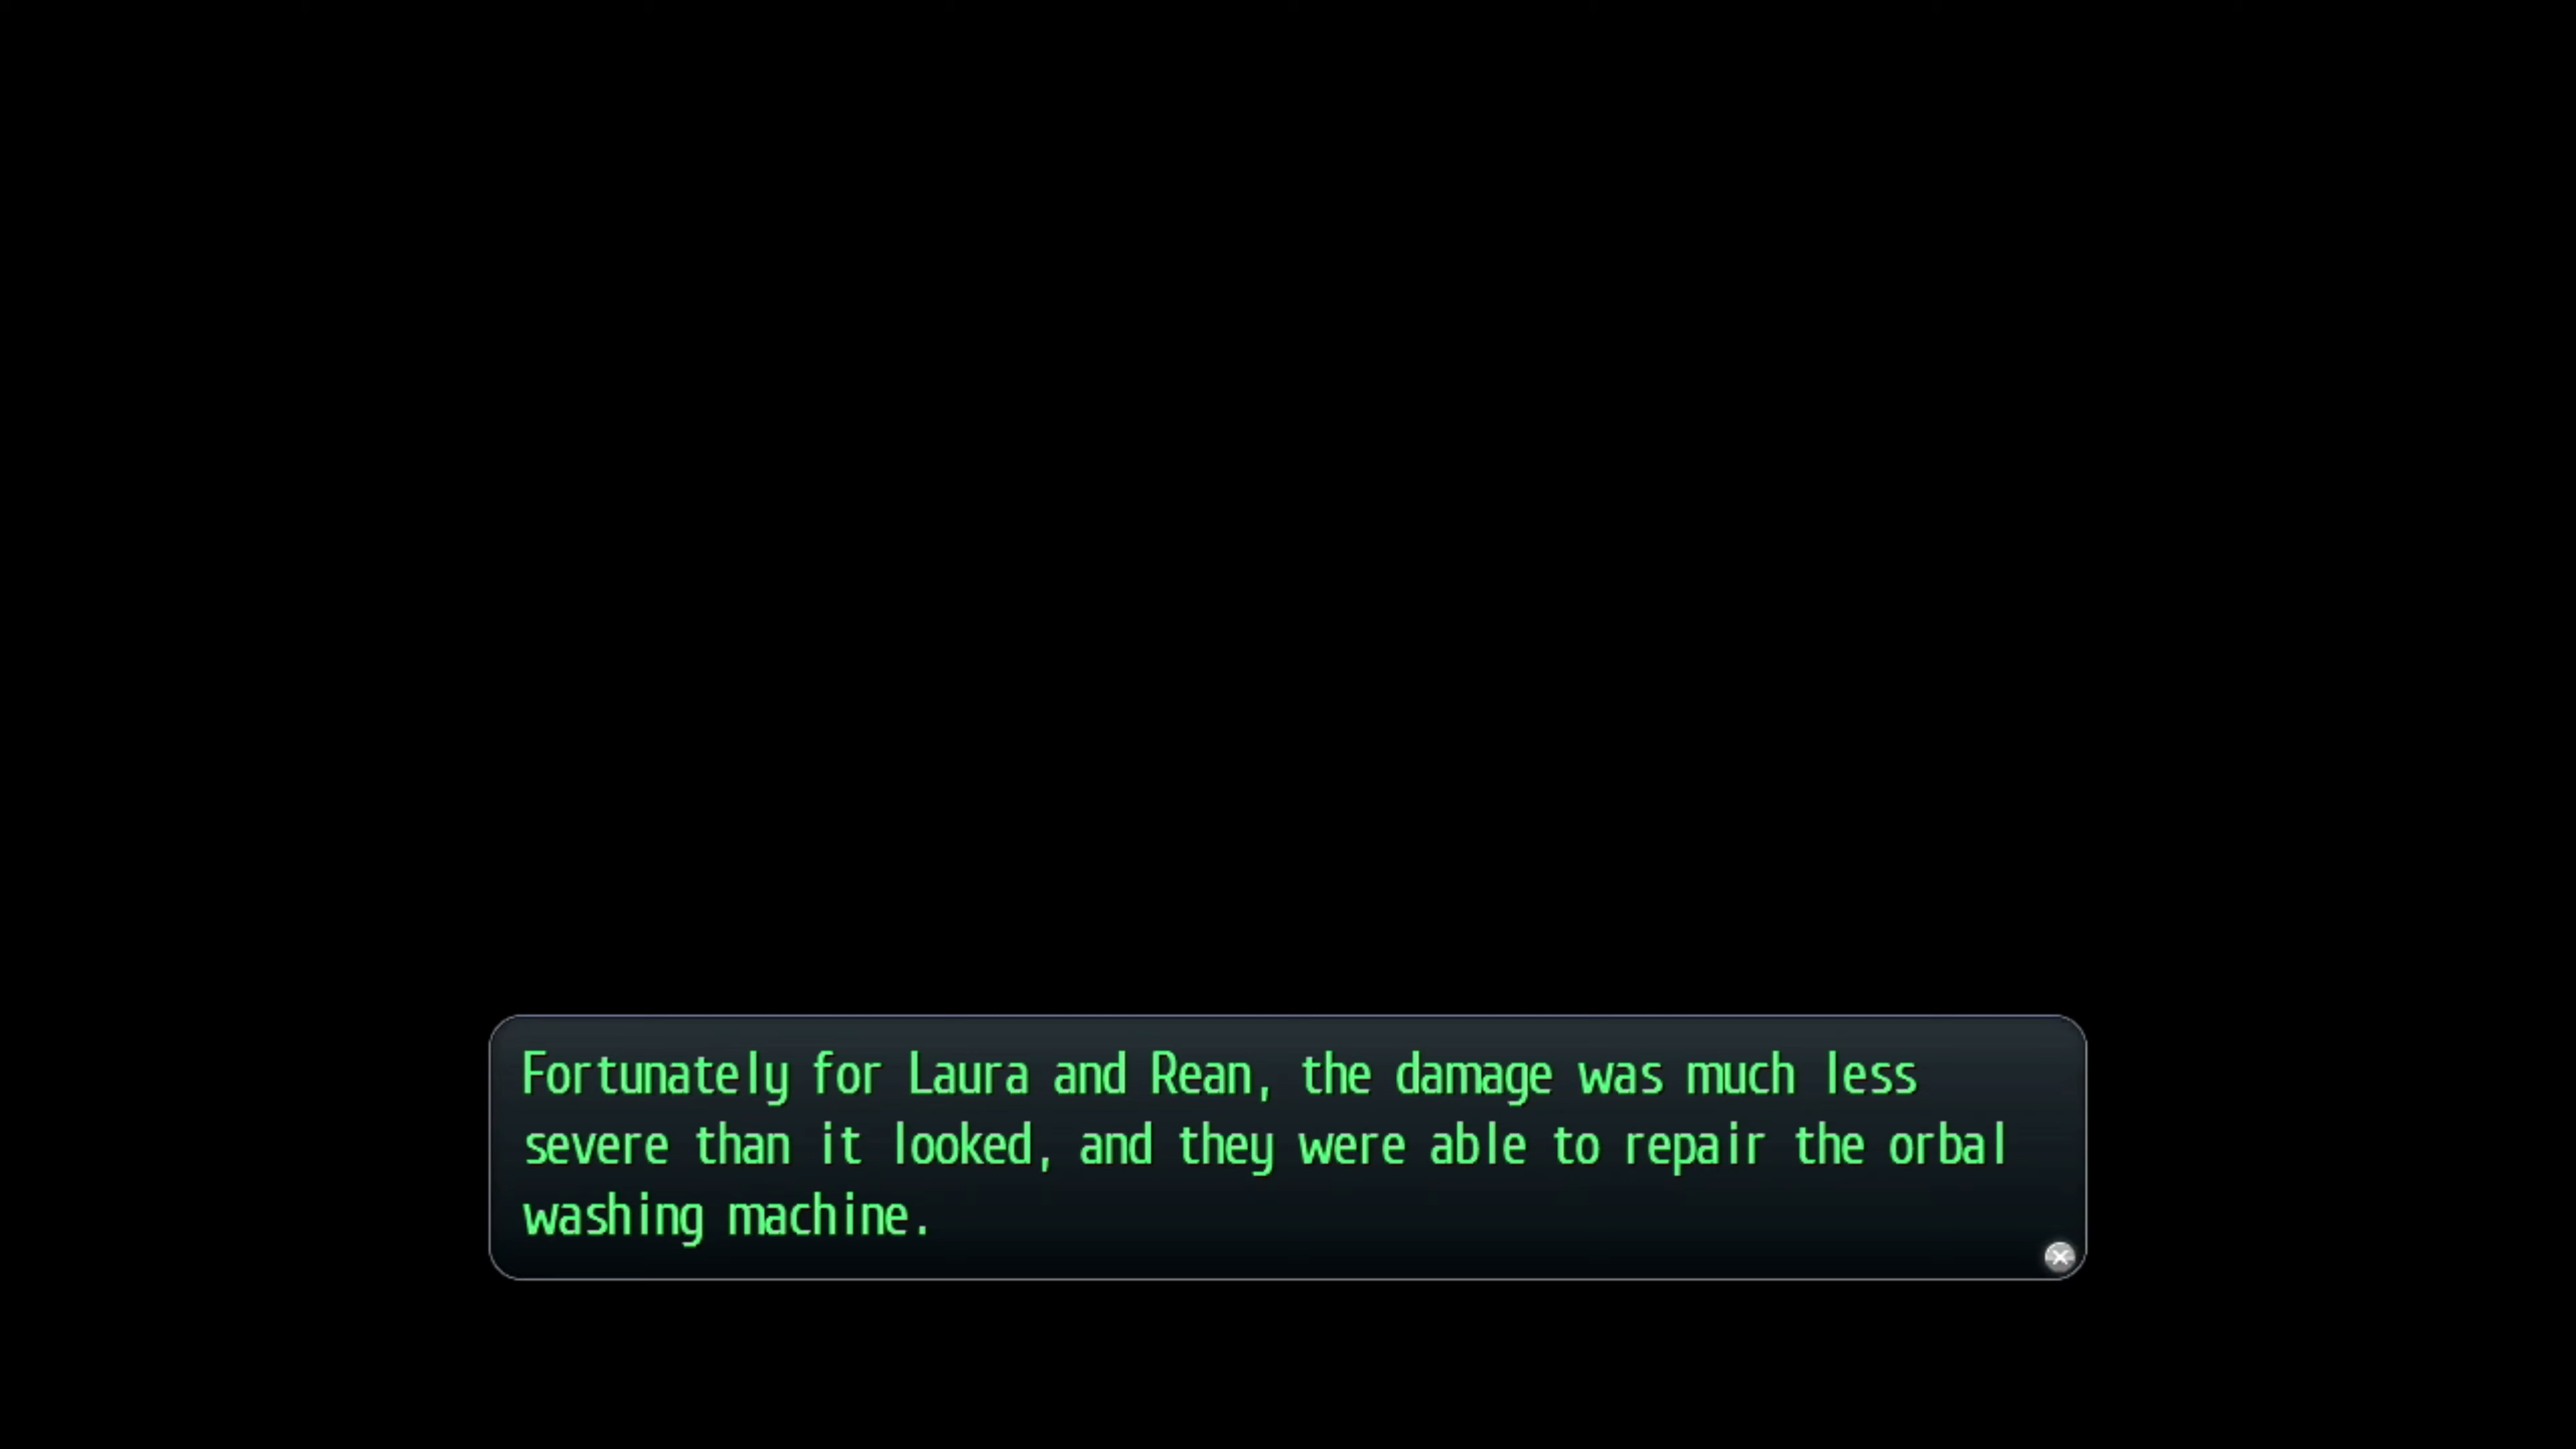 Fortunately for Laura and Rean, the damage was much less
severe than it looked, and they were able to repair the orbal
washing machine.